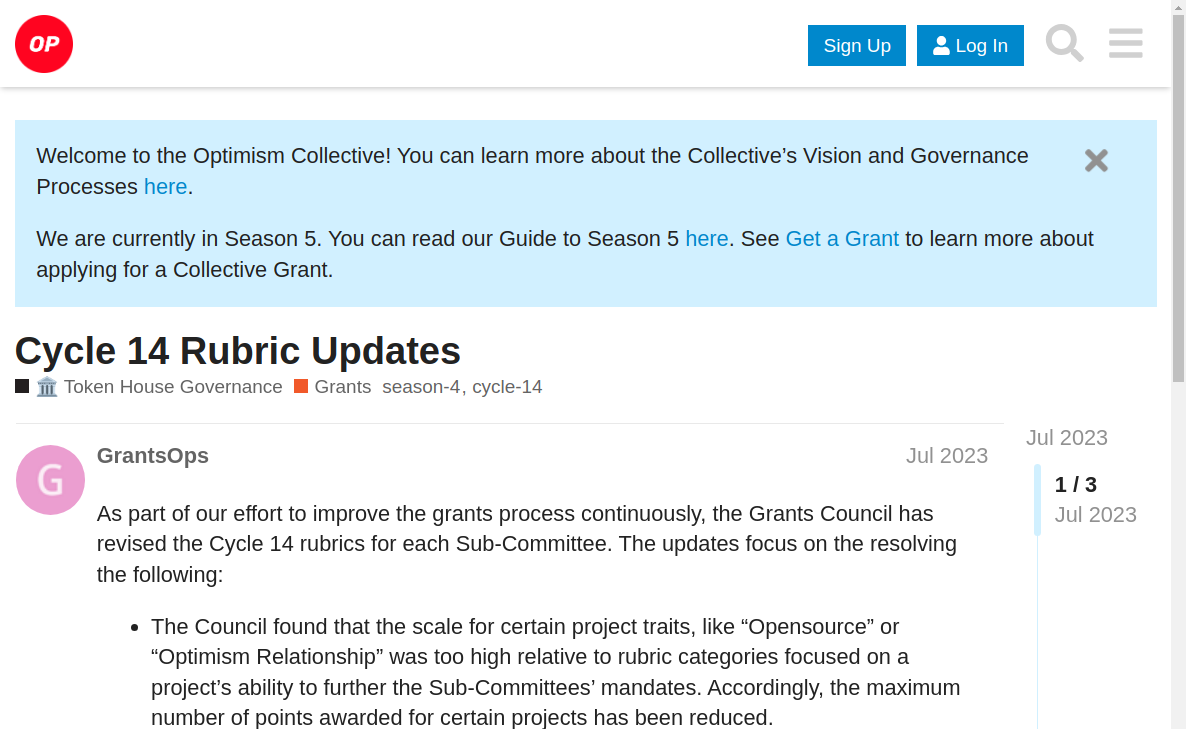 OP
Sign Up
Log In
Welcome to the Optimism Collective! You can learn more about the Collective’s Vision and Governance
Processes here.
We are currently in Season 5. You can read our Guide to Season 5 here. See Get a Grant to learn more about
applying for a Collective Grant.
Cycle 14 Rubric Updates
Token House Governance Grants season-4, cycle-14
GrantsOps
Jul 2023
G
As part of our effort to improve the grants process continuously, the Grants Council has
revised the Cycle 14 rubrics for each Sub-Committee. The updates focus on the resolving
the following:
• The Council found that the scale for certain project traits, like “Opensource” or
“Optimism Relationship” was too high relative to rubric categories focused on a
project’s ability to further the Sub-Committees’ mandates. Accordingly, the maximum
number of points awarded for certain projects has been reduced.
Jul 2023
1 / 3
Jul 2023